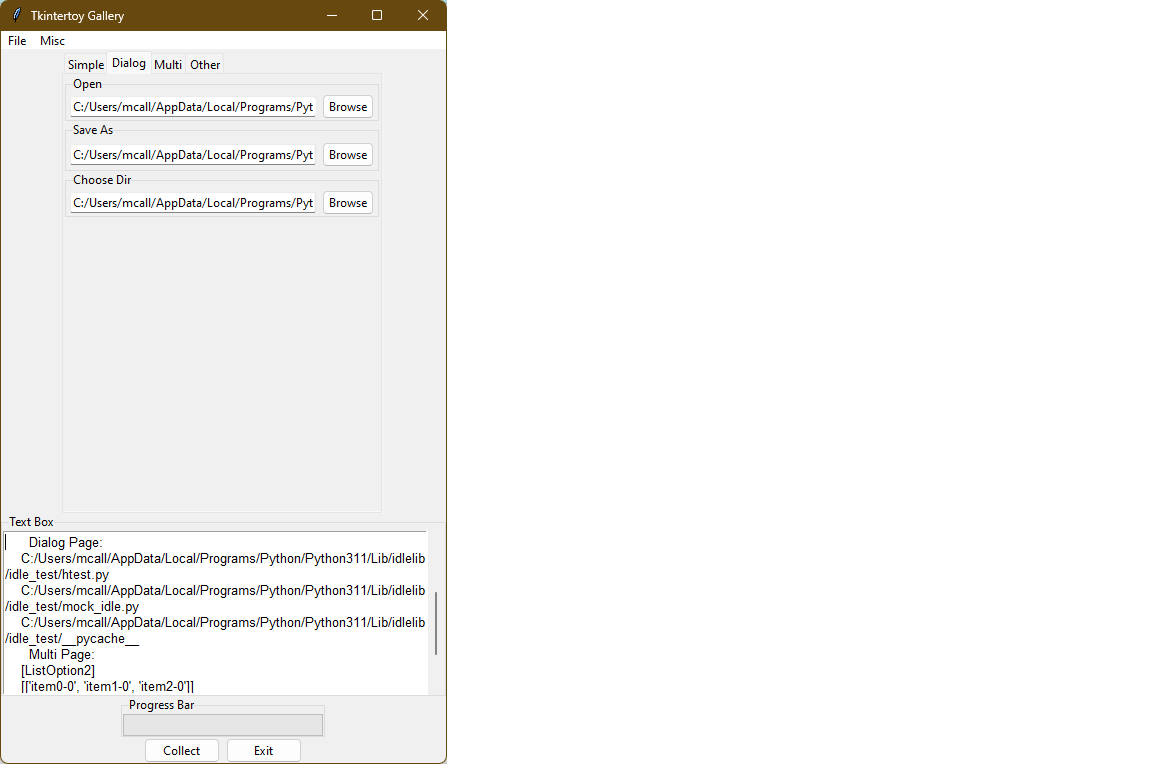 Tkintertoy Gallery
File Misc
Simple Dialog Multi Other
Open
C:/Users/mcall/AppData/Local/Programs/Pyt Browse
Save As
C:/Users/mcall/AppData/Local/Programs/Pyt Browse
Choose Dir
C:/Users/mcall/AppData/Local/Programs/Pyt Browse
Text Box
Dialog Page:
C:/Users/mcall/AppData/Local/Programs/Python/Python311/Lib/idlelib
/idle_test/htest.py
C:/Users/mcall/AppData/Local/Programs/Python/Python311/Lib/idlelib
/idle_test/mock_idle.py
C:/Users/mcall/AppData/Local/Programs/Python/Python311/Lib/idlelib
/idle_test/__pycache__
Multi Page:
[ListOption2]
[['item0-0', 'item1-0', 'item2-0']]
Progress Bar
Collect Exit